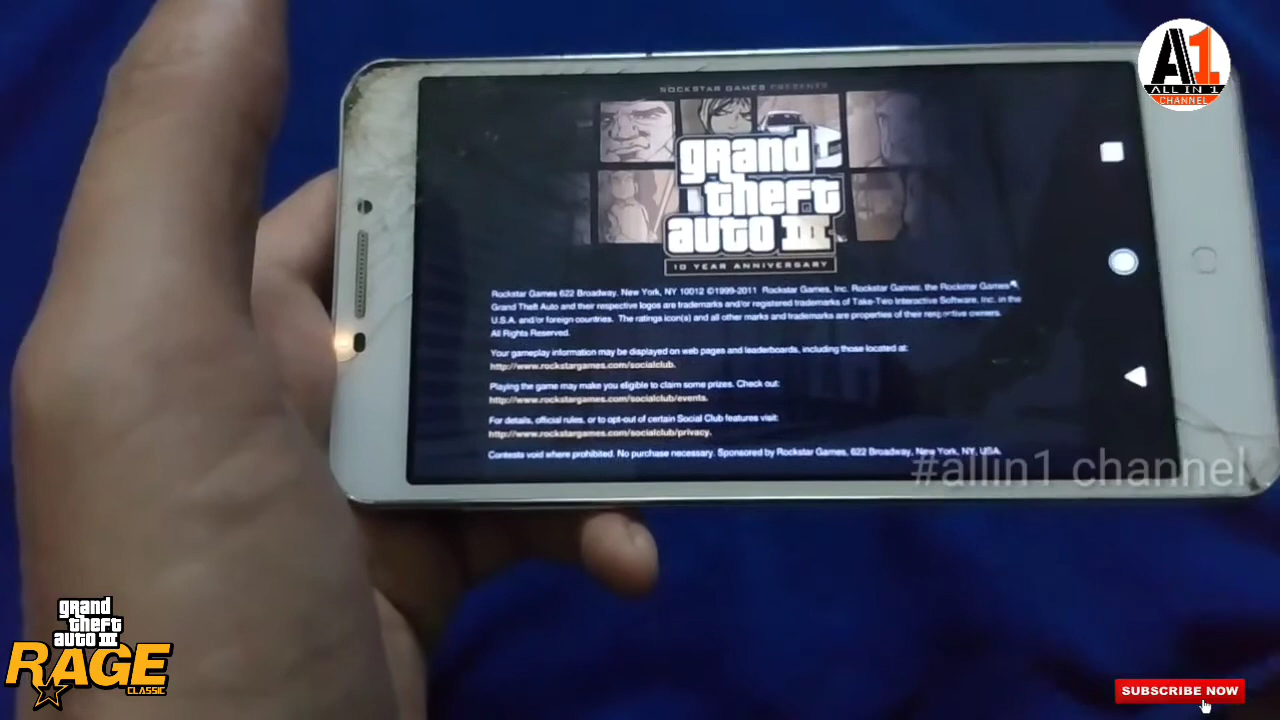 A1
ALL IN 1
CHANNEL
ROCKSTAR GAMES PRESENTS
grand
theft
auto III
10 YEAR ANNIVERSARY
Rockstar Games 622 Broadway, New York, NY 10012 ©1999-2011 Rockstar Games, Inc. Rockstar Games, the Rockstar Games
Grand Theft Auto and their respective logos are trademarks and/or registered trademarks of Take-Two Interactive Software, Inc. in the
U.S.A. and/or foreign countries. The ratings icon(s) and all other marks and trademarks are properties of their respective owners.
All Rights Reserved.
Your gameplay information may be displayed on web pages and leaderboards, including those located at:
http://www.rockstargames.com/socialclub.
Playing the game may make you eligible to claim some prizes. Check out:
http://www.rockstargames.com/socialclub/events.
For details, official rules, or to opt-out of certain Social Club features visit:
http://www.rockstargames.com/socialclub/privacy.
Contests void where prohibited. No purchase necessary. Sponsored by Rockstar Games, 622 Broadway, New York, NY, USA.
#allin1 channel
grand
theft
auto III
RAGE
CLASSIC
SUBSCRIBE NOW